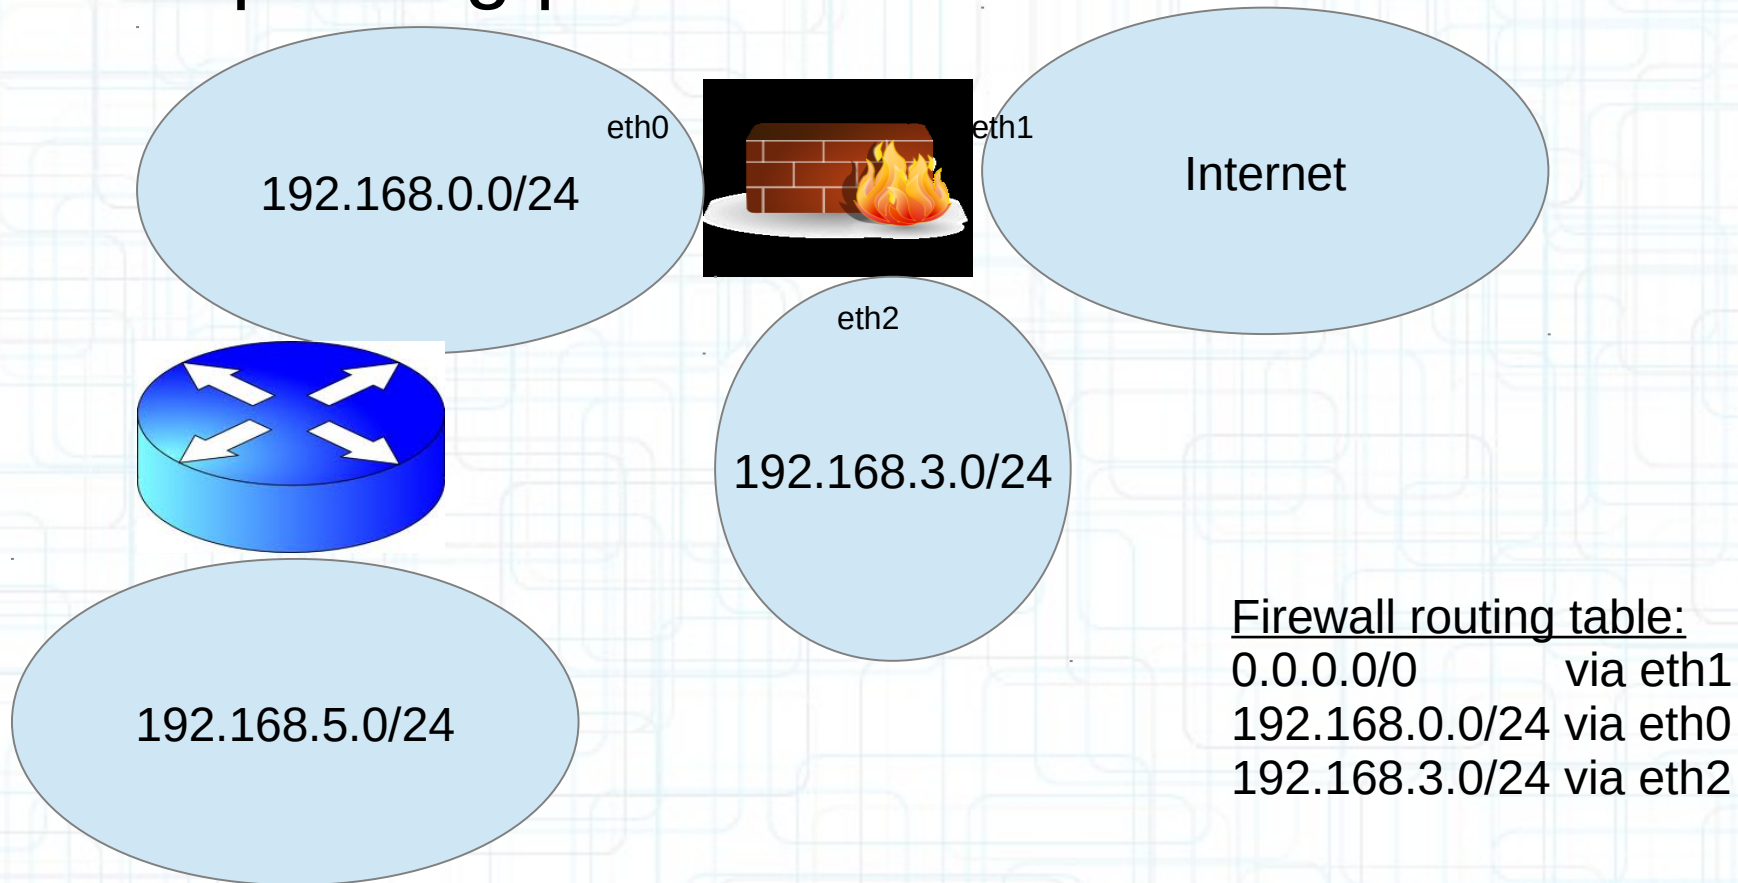 eth0
eth1
192.168.0.0/24
Internet
eth2
192.168.3.0/24
192.168.5.0/24
Firewall routing table:
0.0.0.0/0 via eth1
192.168.0.0/24 via eth0
192.168.3.0/24 via eth2